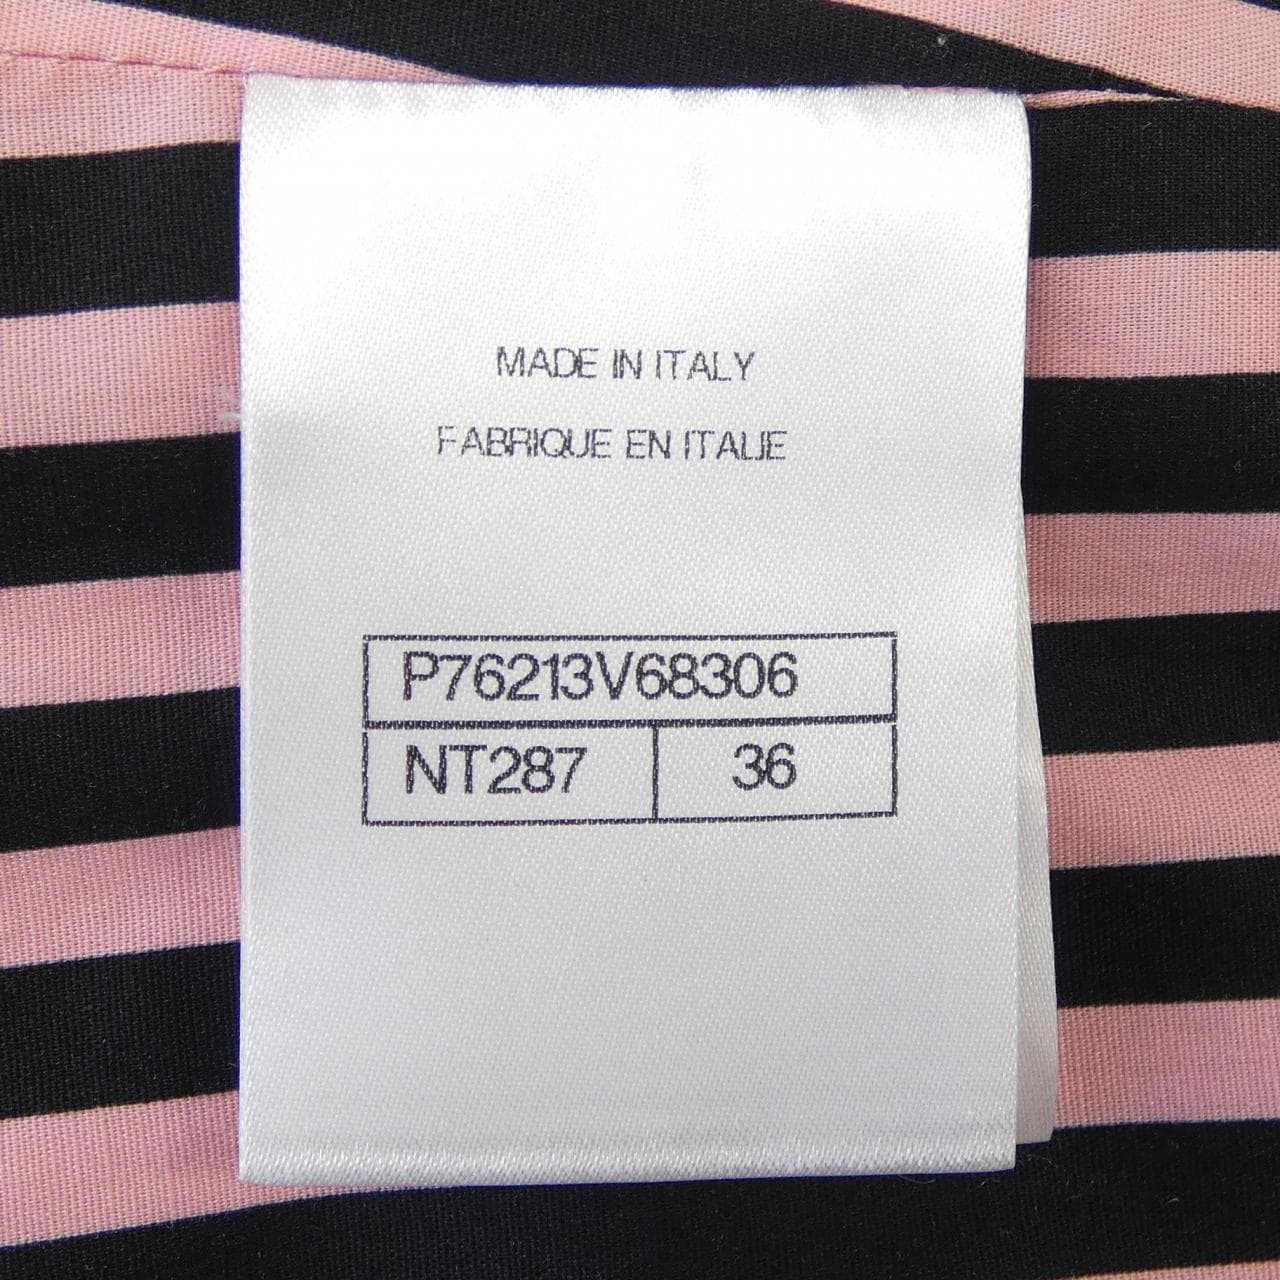 MADE IN ITALY
FABRIQUE EN ITALIE
P76213V68306
NT287 36